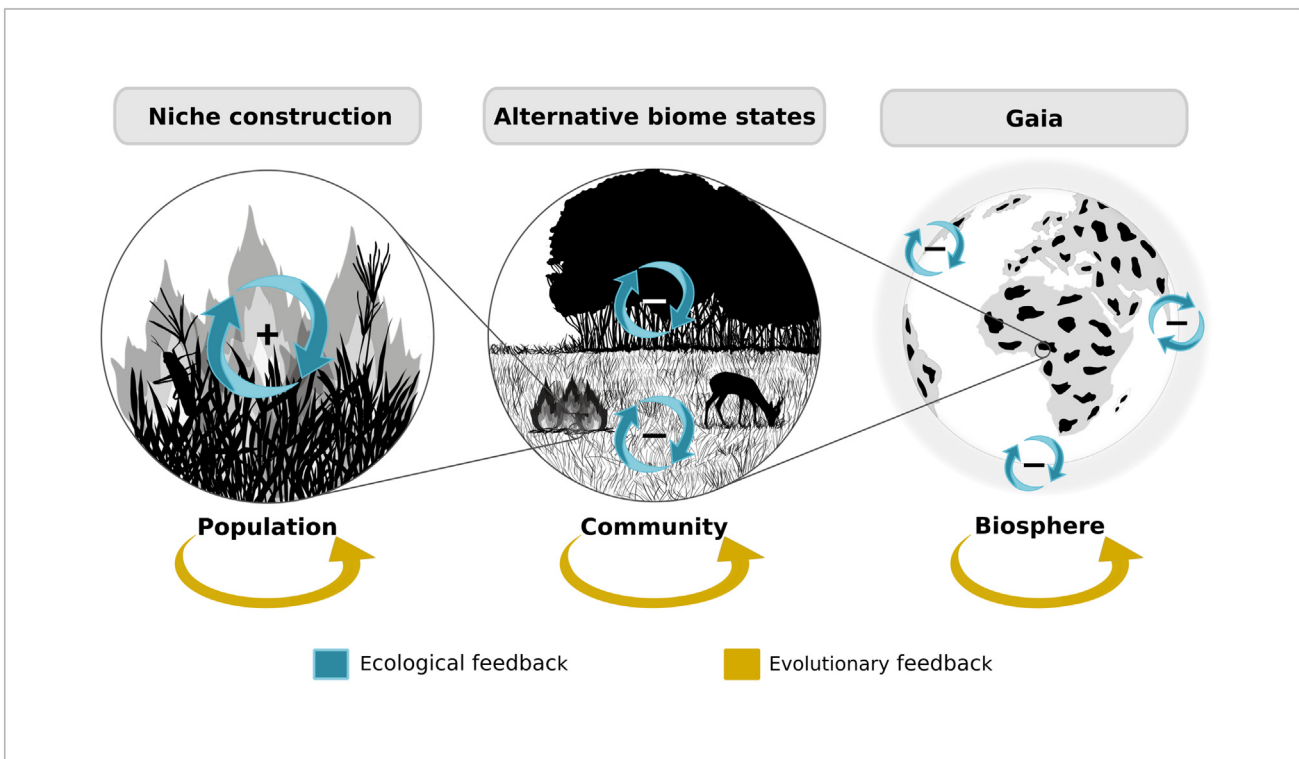 Niche construction
Alternative biome states
Gaia
+
−
−
−
−
−
Population
Community
Biosphere
Ecological feedback
Evolutionary feedback